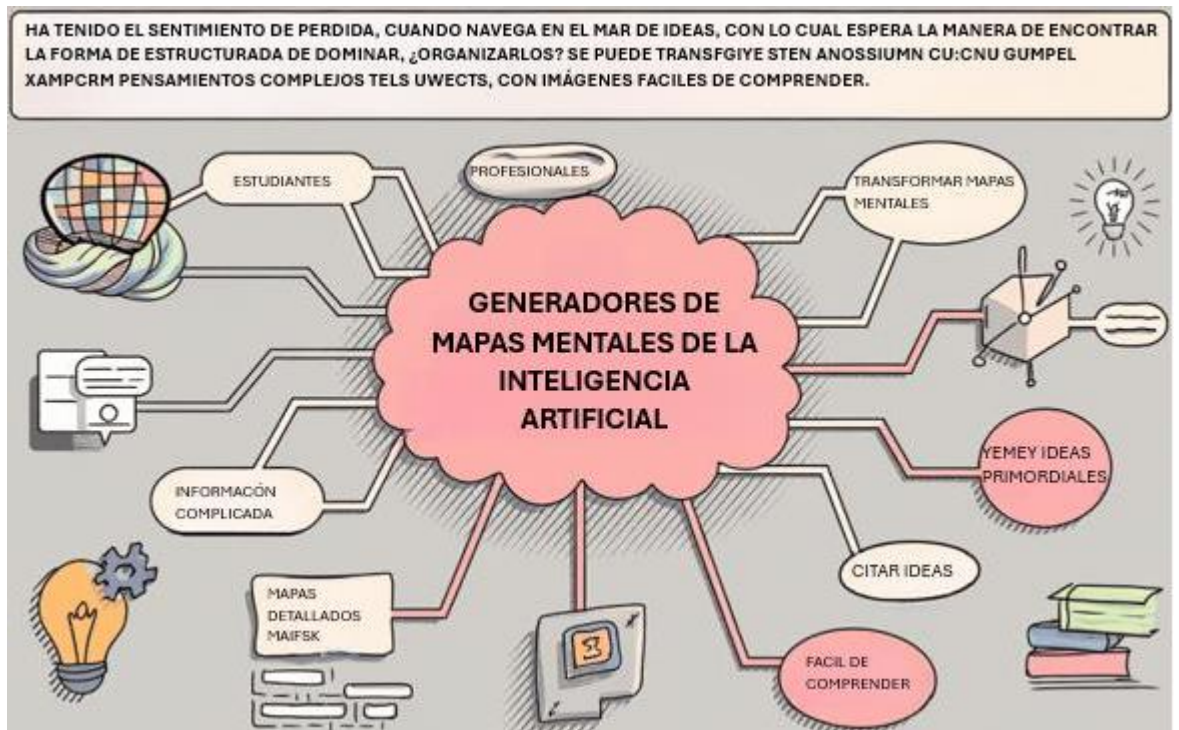 HA TENIDO EL SENTIMIENTO DE PERDIDA, CUANDO NAVEGA EN EL MAR DE IDEAS, CON LO CUAL ESPERA LA MANERA DE ENCONTRAR
LA FORMA DE ESTRUCTURADA DE DOMINAR, ¿ORGANIZARLOS? SE PUEDE TRANSFGIYE STEN ANOSSIUMN CU:CNU GUMPEL
XAMPCRM PENSAMIENTOS COMPLEJOS TELS UWECTS, CON IMÁGENES FACILES DE COMPRENDER.
ESTUDIANTES
PROFESIONALES
TRANSFORMAR MAPAS
MENTALES
GENERADORES DE
MAPAS MENTALES DE LA
INTELIGENCIA
ARTIFICIAL
YEMEY IDEAS
PRIMORDIALES
INFORMACÓN
COMPLICADA
CITAR IDEAS
MAPAS
DETALLADOS
MAIFSK
FACIL DE
COMPRENDER